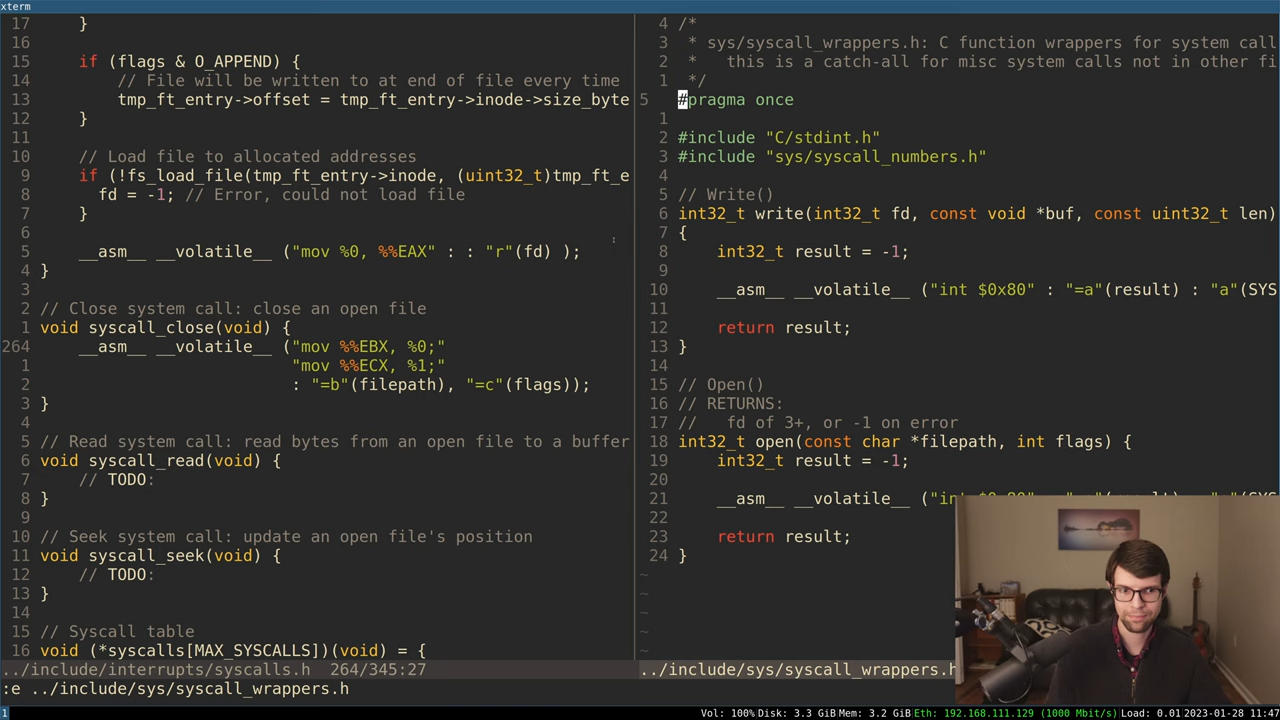 xterm
17     }
16
15     if (flags & O_APPEND) {
14         // File will be written to at end of file every time
13         tmp_ft_entry->offset = tmp_ft_entry->inode->size_byte
12     }
11
10     // Load file to allocated addresses
9     if (!fs_load_file(tmp_ft_entry->inode, (uint32_t)tmp_ft_e
8       fd = -1; // Error, could not load file
7     }
6
5     __asm__ __volatile__ ("mov %0, %%EAX" : : "r"(fd) );
4 }
3
2 // Close system call: close an open file
1 void syscall_close(void) {
264     __asm__ __volatile__ ("mov %%EBX, %0;"
1                           "mov %%ECX, %1;"
2                           : "=b"(filepath), "=c"(flags));
3 }
4
5 // Read system call: read bytes from an open file to a buffer
6 void syscall_read(void) {
7     // TODO:
8 }
9
10 // Seek system call: update an open file's position
11 void syscall_seek(void) {
12     // TODO:
13 }
14
15 // Syscall table
16 void (*syscalls[MAX_SYSCALLS])(void) = {
../include/interrupts/syscalls.h  264/345:27
4 /*
3  * sys/syscall_wrappers.h: C function wrappers for system call
2  *   this is a catch-all for misc system calls not in other fi
1  */
5 #pragma once
1
2 #include "C/stdint.h"
3 #include "sys/syscall_numbers.h"
4
5 // Write()
6 int32_t write(int32_t fd, const void *buf, const uint32_t len)
7 {
8     int32_t result = -1;
9
10     __asm__ __volatile__ ("int $0x80" : "=a"(result) : "a"(SYS
11
12     return result;
13 }
14
15 // Open()
16 // RETURNS:
17 //   fd of 3+, or -1 on error
18 int32_t open(const char *filepath, int flags) {
19     int32_t result = -1;
20
21     __asm__ __volatile__ ("int $0x80" : "=a"(result) : "a"(SYS
22
23     return result;
24 }
~
~
~
~
~
../include/sys/syscall_wrappers.h
:e ../include/sys/syscall_wrappers.h
1 Vol: 100% Disk: 3.3 GiB Mem: 3.2 GiB Eth: 192.168.111.129 (1000 Mbit/s) Load: 0.01 2023-01-28 11:47